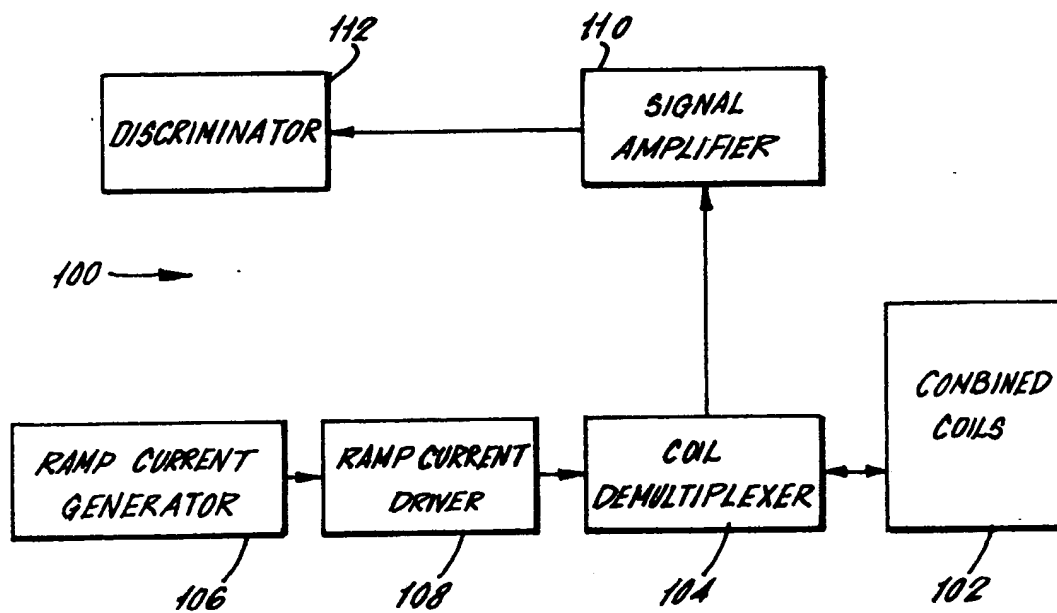 112
110
DISCRIMINATOR
SIGNAL
AMPLIFIER
100
COMBINED
COILS
RAMP CURRENT
GENERATOR
RAMP CURRENT
DRIVER
COIL
DEMULTIPLEXER
106
108
104
102